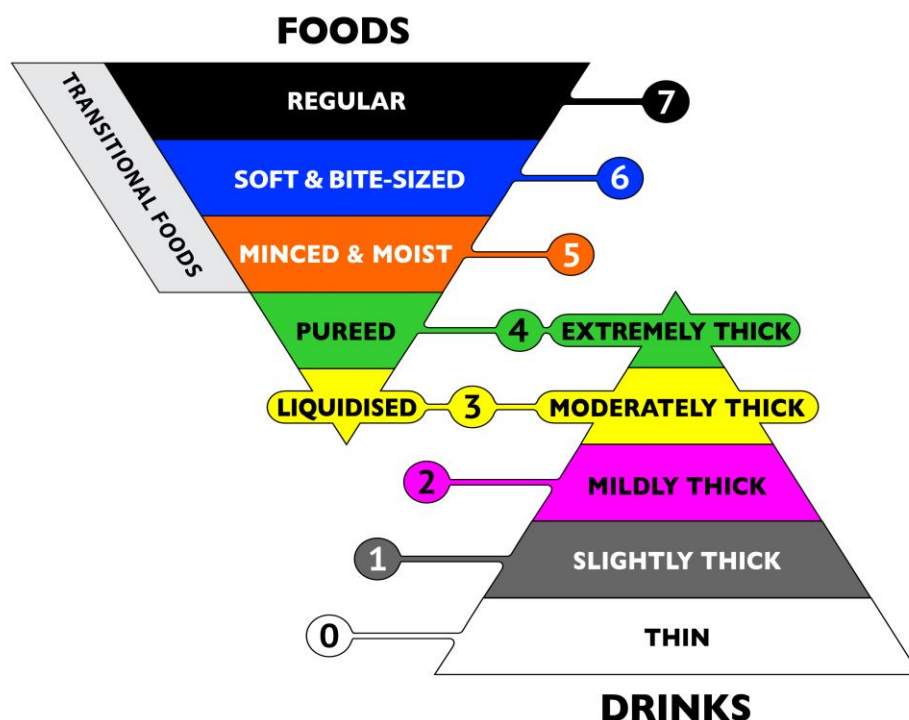 FOODS
TRANSITIONAL FOODS
REGULAR
7
SOFT & BITE-SIZED
6
MINCED & MOIST
5
PUREED
4
EXTREMELY THICK
LIQUIDISED
3
MODERATELY THICK
2
MILDLY THICK
1
SLIGHTLY THICK
0
THIN
DRINKS